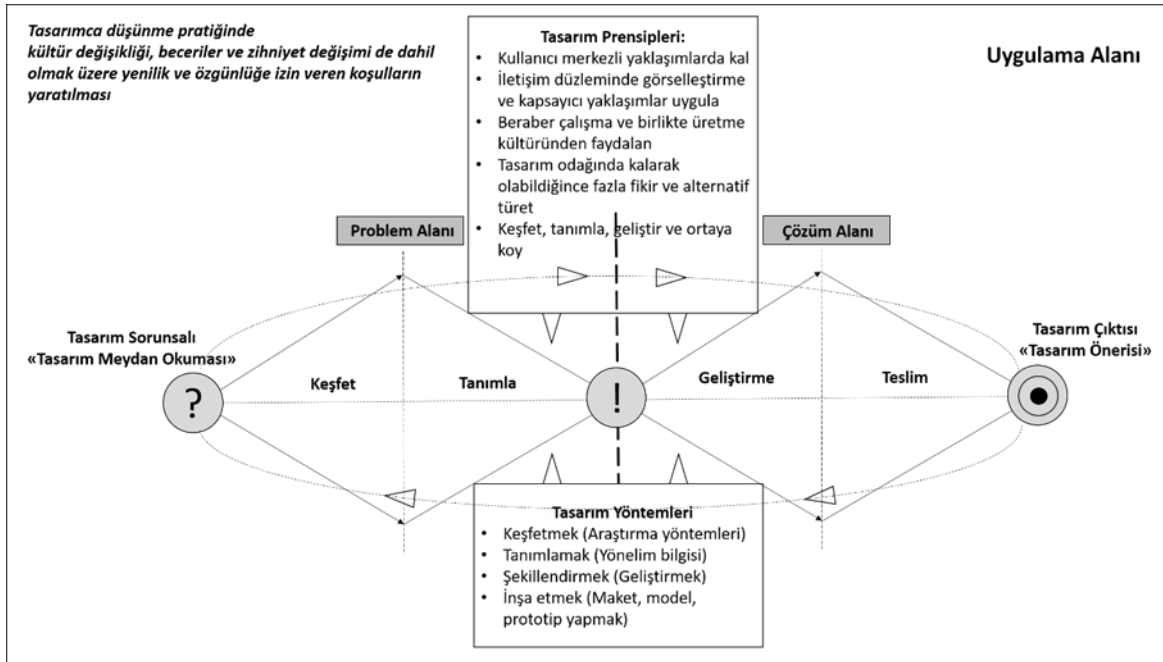 Tasarımca düşünme pratiğinde
kültür değişikliği, beceriler ve zihniyet değişimi de dahil
olmak üzere yenilik ve özgünlüğe izin veren koşulların
yaratılması
Tasarım Prensipleri:
• Kullanıcı merkezli yaklaşımlarda kal
• İletişim düzleminde görselleştirme
ve kapsayıcı yaklaşımlar uygula
• Beraber çalışma ve birlikte üretme
kültüründen faydalan
• Tasarım odağında kalarak
olabildiğince fazla fikir ve alternatif
türet
• Keşfet, tanımla, geliştir ve ortaya
koy
Uygulama Alanı
Problem Alanı
Çözüm Alanı
Tasarım Sorunsalı
«Tasarım Meydan Okuması»
Tasarım Çıktısı
«Tasarım Önerisi»
Keşfet
Tanımla
Geliştirme
Teslim
?
!
Tasarım Yöntemleri
• Keşfetmek (Araştırma yöntemleri)
• Tanımlamak (Yönelim bilgisi)
• Şekillendirmek (Geliştirmek)
• İnşa etmek (Maket, model,
prototip yapmak)